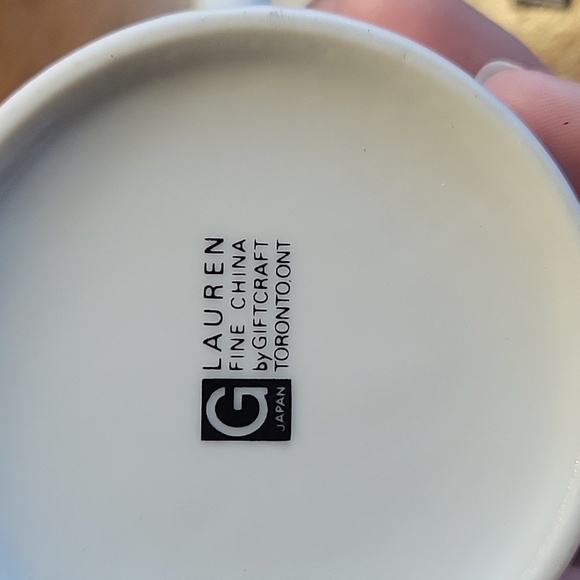 LAUREN
FINE CHINA
by GIFTCRAFT
TORONTO,ONT
G
JAPAN